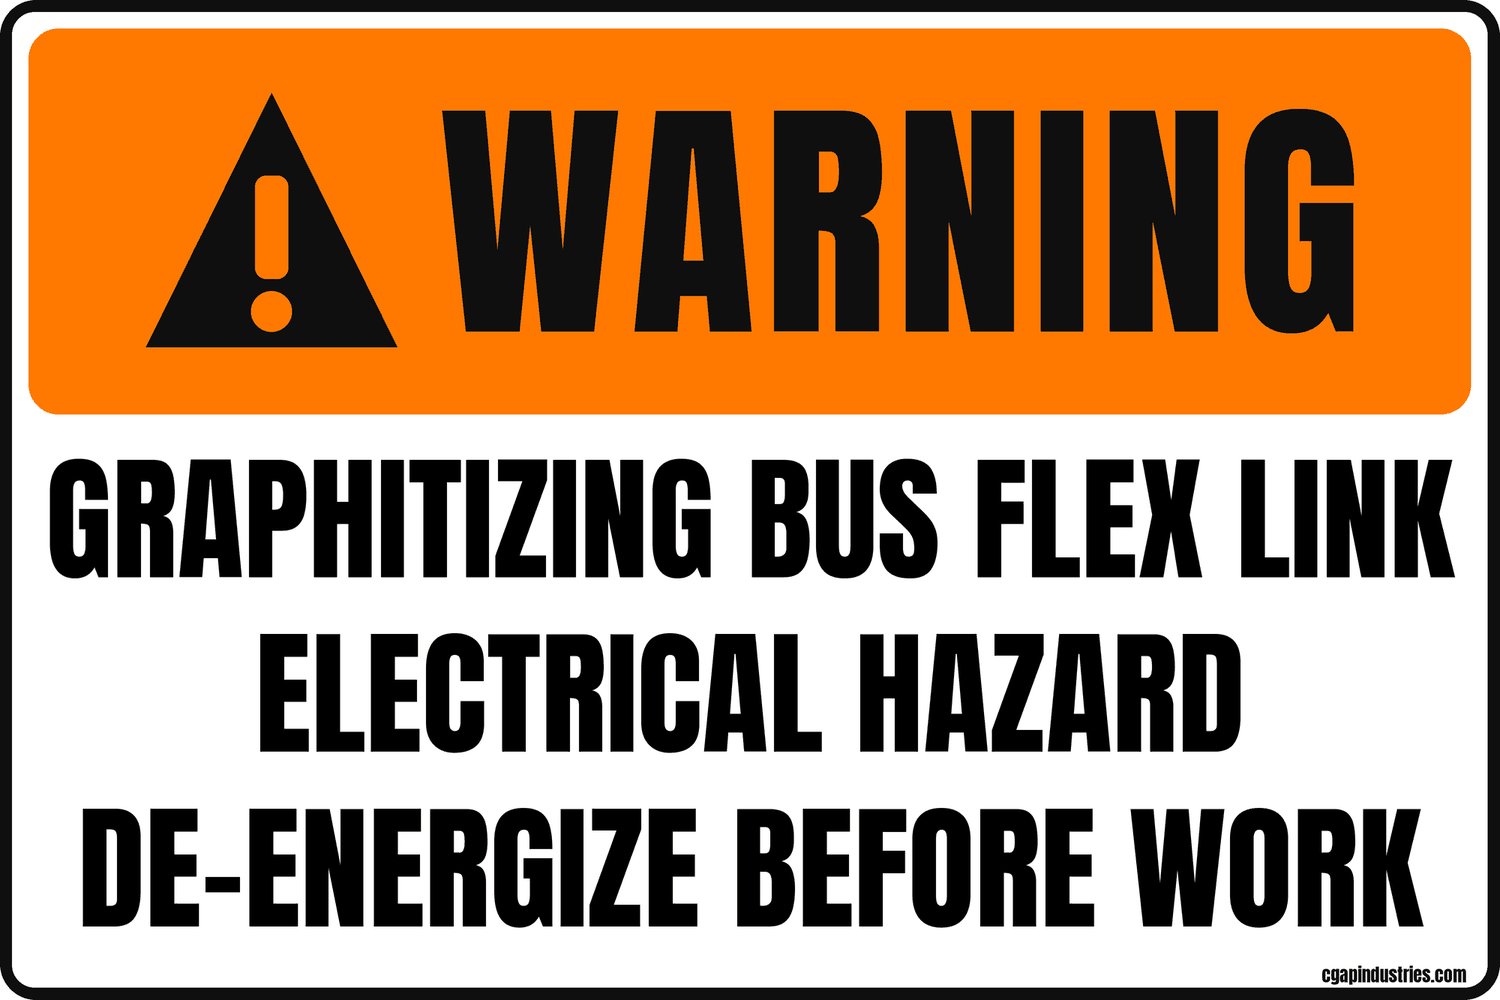 WARNING
GRAPHITIZING BUS FLEX LINK
ELECTRICAL HAZARD
DE-ENERGIZE BEFORE WORK
cgapindustries.com